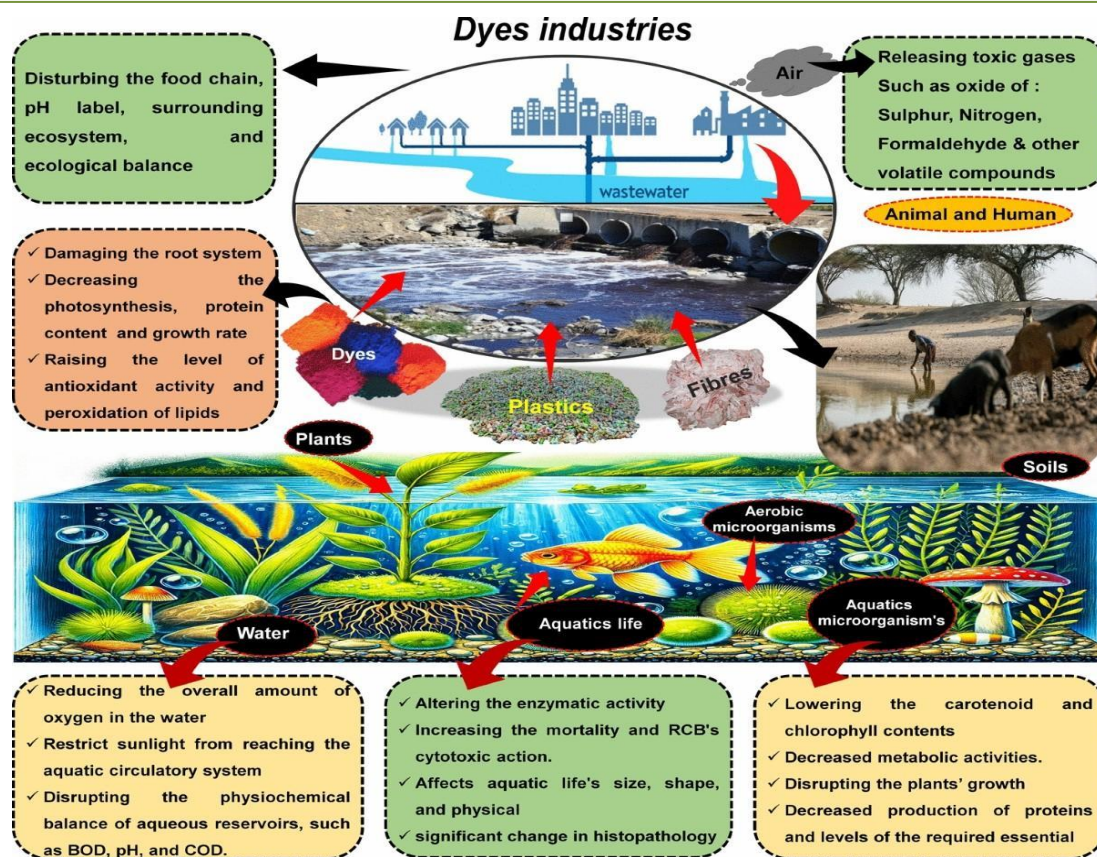 Dyes industries
Disturbing the food chain,
pH label, surrounding
ecosystem, and
ecological balance
Air
Releasing toxic gases
Such as oxide of :
Sulphur, Nitrogen,
Formaldehyde & other
volatile compounds
wastewater
Animal and Human
✓ Damaging the root system
✓ Decreasing the
photosynthesis, protein
content and growth rate
✓ Raising the level of
antioxidant activity and
peroxidation of lipids
Dyes
Plastics
Fibres
Soils
Plants
Aerobic
microorganisms
Water
Aquatics life
Aquatics
microorganism's
✓ Reducing the overall amount of
oxygen in the water
✓ Restrict sunlight from reaching the
aquatic circulatory system
✓ Disrupting the physiochemical
balance of aqueous reservoirs, such
as BOD, pH, and COD.
✓ Altering the enzymatic activity
✓ Increasing the mortality and RCB's
cytotoxic action.
✓ Affects aquatic life's size, shape,
and physical
✓ significant change in histopathology
✓ Lowering the carotenoid and
chlorophyll contents
✓ Decreased metabolic activities.
✓ Disrupting the plants' growth
✓ Decreased production of proteins
and levels of the required essential